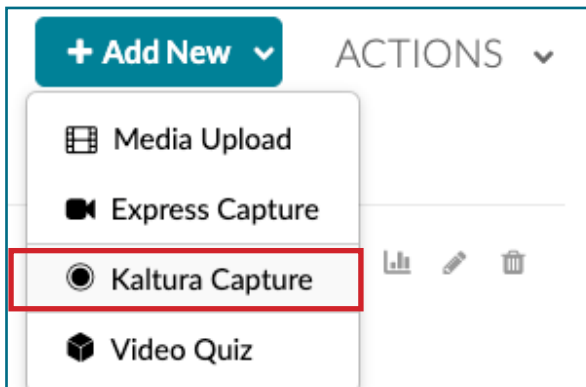 + Add New ACTIONS
Media Upload
Express Capture
Kaltura Capture
Video Quiz